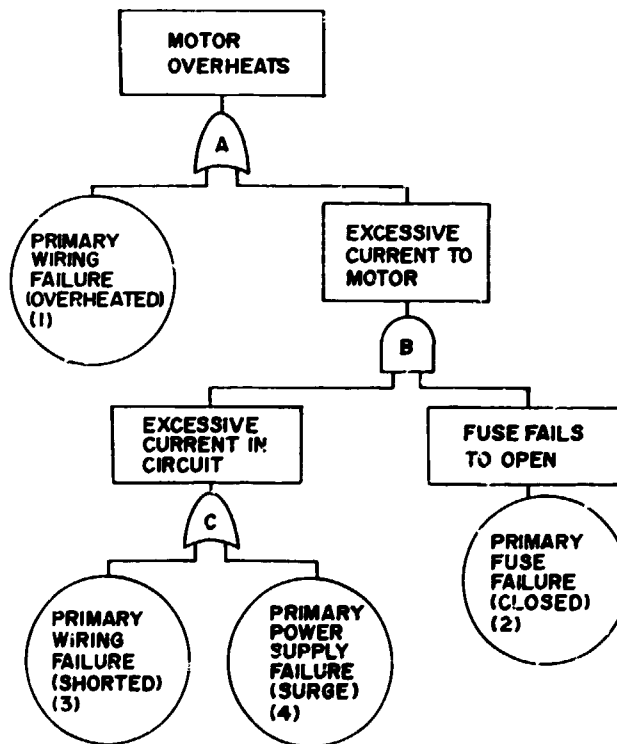 MOTOR
OVERHEATS
A
PRIMARY
WIRING
FAILURE
(OVERHEATED)
(1)
EXCESSIVE
CURRENT TO
MOTOR
B
EXCESSIVE
CURRENT IN
CIRCUIT
FUSE FAILS
TO OPEN
C
PRIMARY
WIRING
FAILURE
(SHORTED)
(3)
PRIMARY
POWER
SUPPLY
FAILURE
(SURGE)
(4)
PRIMARY
FUSE
FAILURE
(CLOSED)
(2)